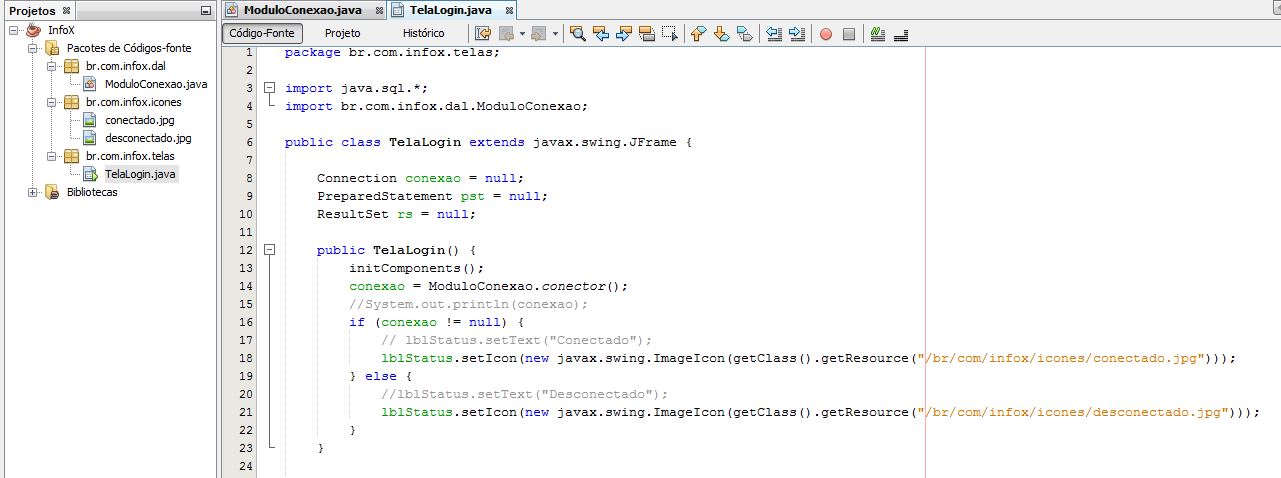 Projetos
InfoX
Pacotes de Códigos-fonte
br.com.infox.dal
ModuloConexao.java
br.com.infox.icones
conectado.jpg
desconectado.jpg
br.com.infox.telas
TelaLogin.java
Bibliotecas
ModuloConexao.java TelaLogin.java
Código-Fonte Projeto Histórico
1 package br.com.infox.telas;
2
3 import java.sql.*;
4 import br.com.infox.dal.ModuloConexao;
5
6 public class TelaLogin extends javax.swing.JFrame {
7
8 Connection conexao = null;
9 PreparedStatement pst = null;
10 ResultSet rs = null;
11
12 public TelaLogin() {
13 initComponents();
14 conexao = ModuloConexao.conector();
15 //System.out.println(conexao);
16 if (conexao != null) {
17 // lblStatus.setText("Conectado");
18 lblStatus.setIcon(new javax.swing.ImageIcon(getClass().getResource("/br/com/infox/icones/conectado.jpg")));
19 } else {
20 //lblStatus.setText("Desconectado");
21 lblStatus.setIcon(new javax.swing.ImageIcon(getClass().getResource("/br/com/infox/icones/desconectado.jpg")));
22 }
23 }
24